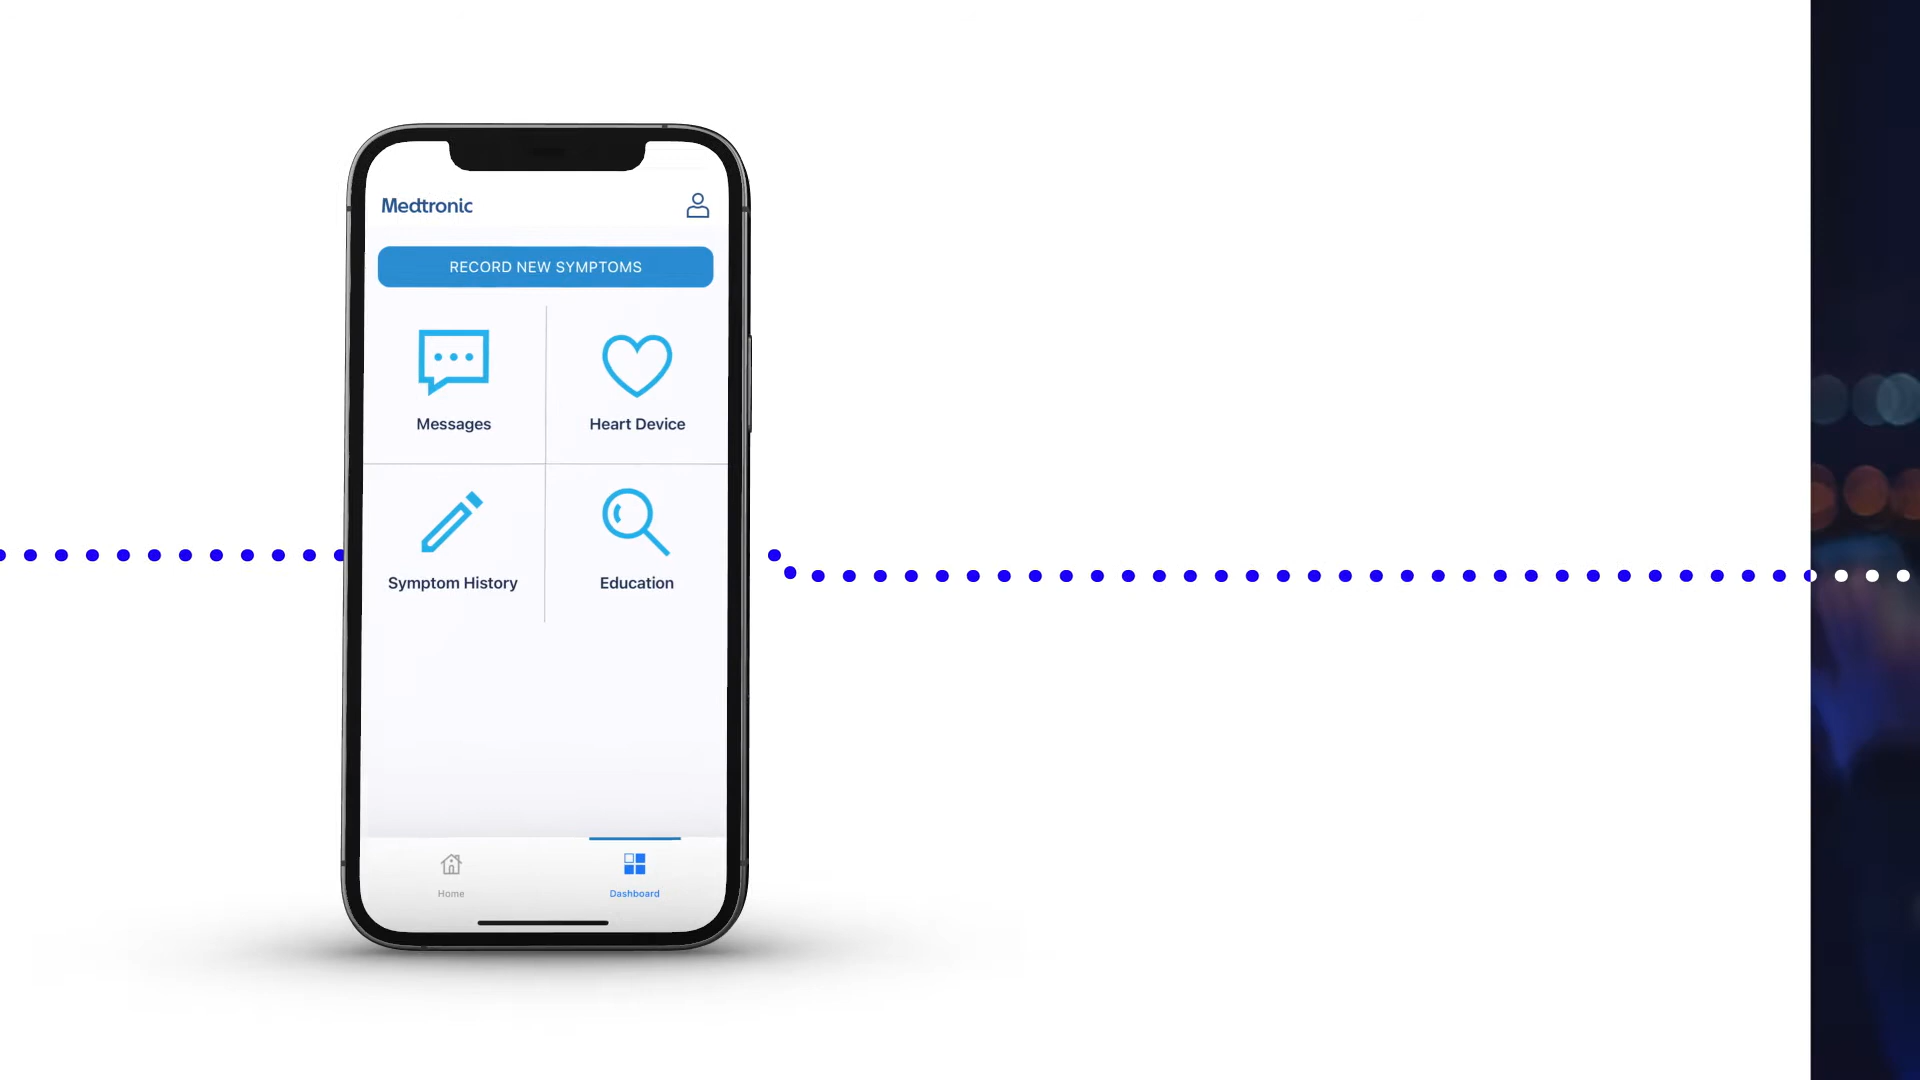 Medtronic
RECORD NEW SYMPTOMS
Messages
Heart Device
Symptom History
Education
Home
Dashboard